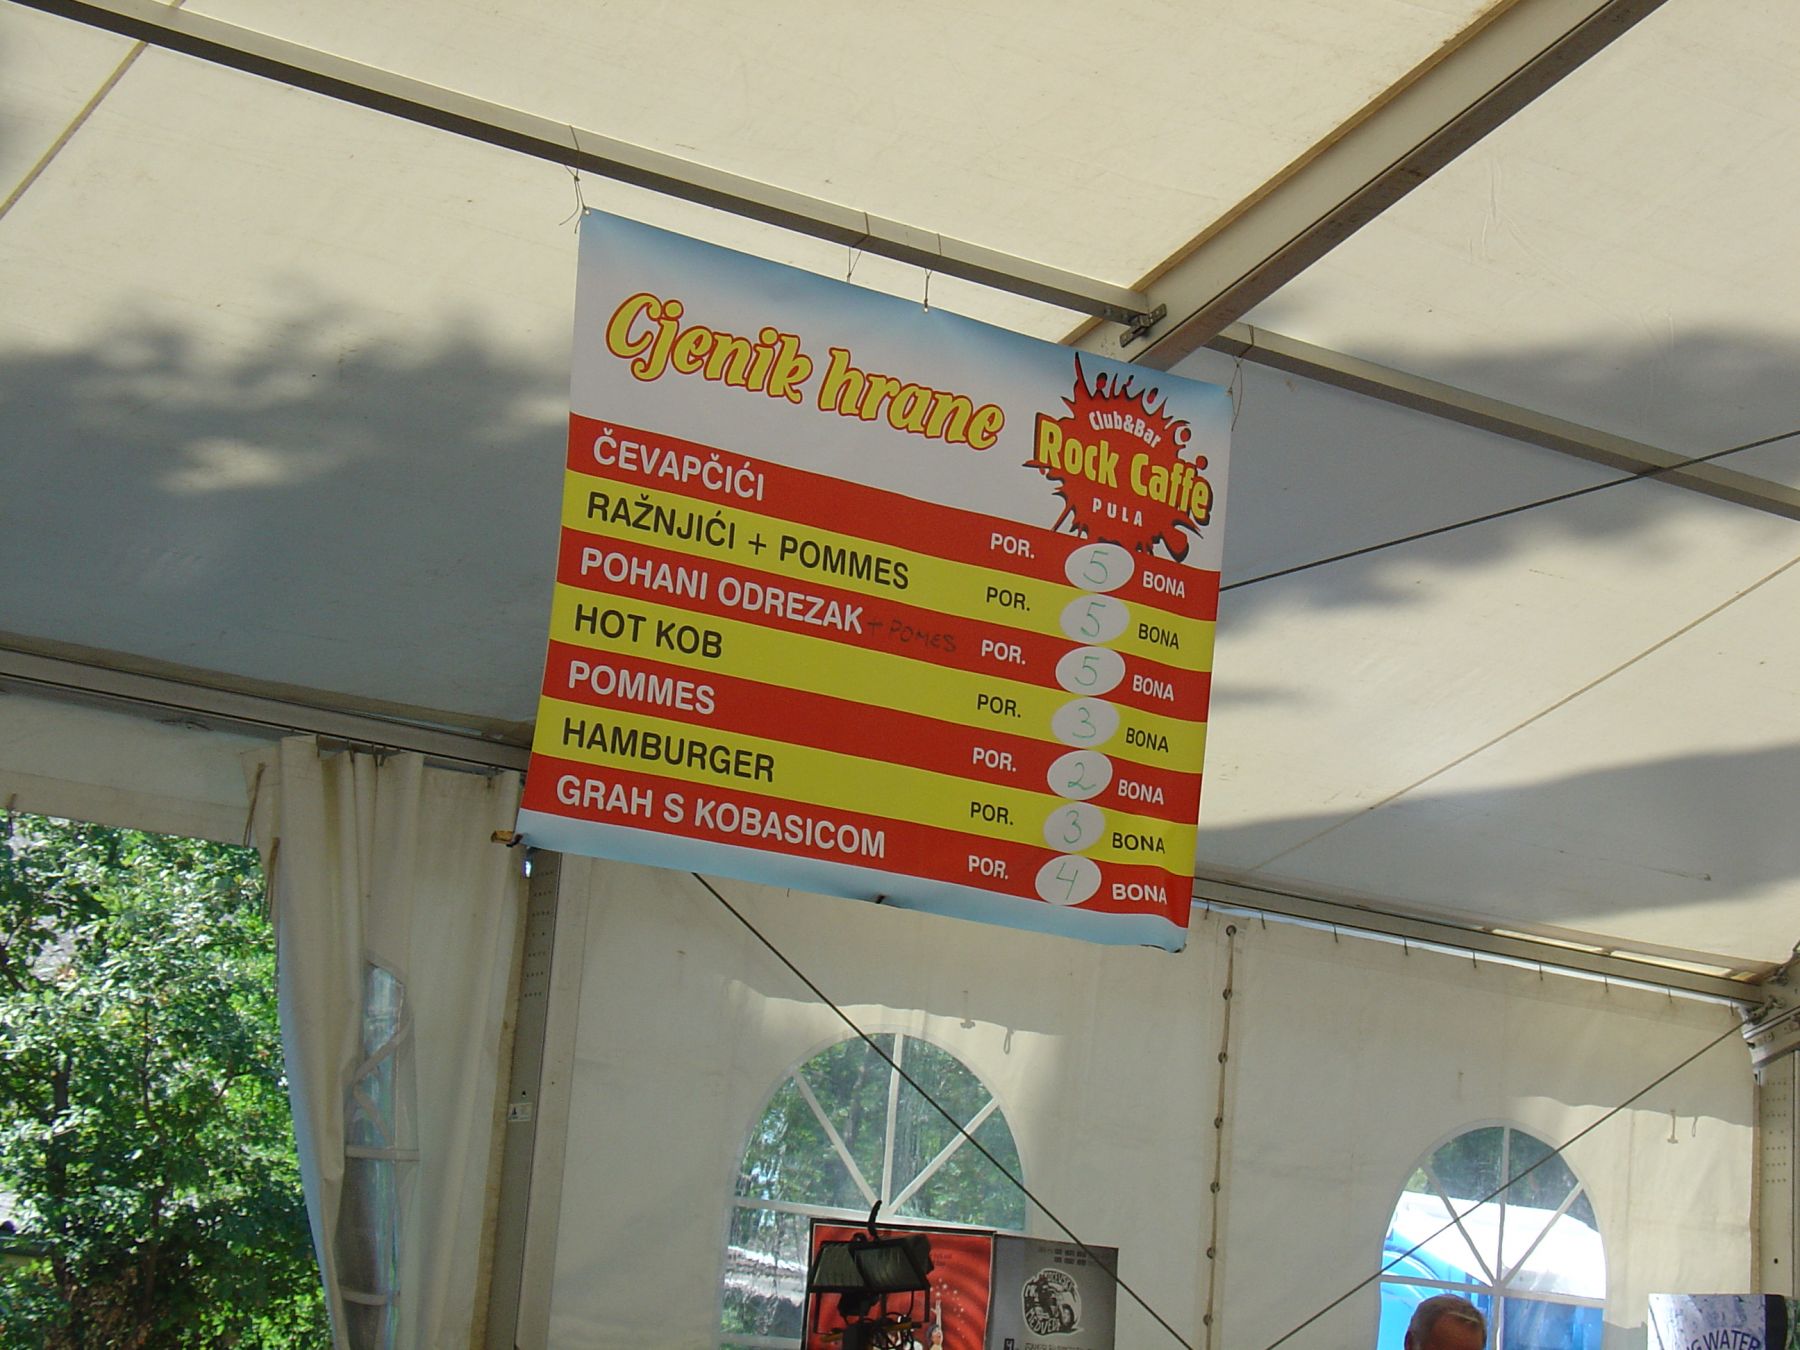 Cjenik hrane
Club&Bar
Rock Caffe
PULA
ČEVAPČIĆI POR. 5 BONA
RAŽNJIĆI + POMMES POR. 5 BONA
POHANI ODREZAK + POMES POR. 5 BONA
HOT KOB POR. 3 BONA
POMMES POR. 2 BONA
HAMBURGER POR. 3 BONA
GRAH S KOBASICOM POR. 4 BONA
WATER